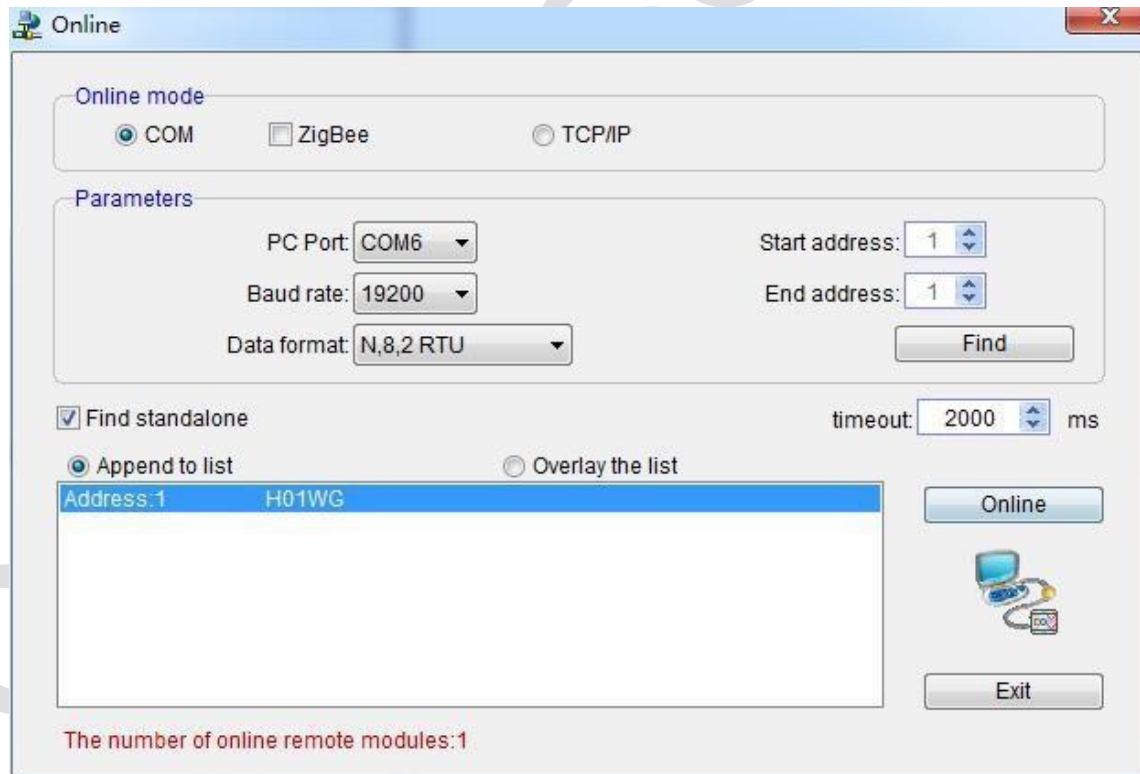 Online
Online mode
COM ZigBee TCP/IP
Parameters
PC Port: COM6 Start address: 1
Baud rate: 19200 End address: 1
Data format: N,8,2 RTU Find
Find standalone timeout: 2000 ms
Append to list Overlay the list
Address:1 H01WG
Online
Exit
The number of online remote modules:1